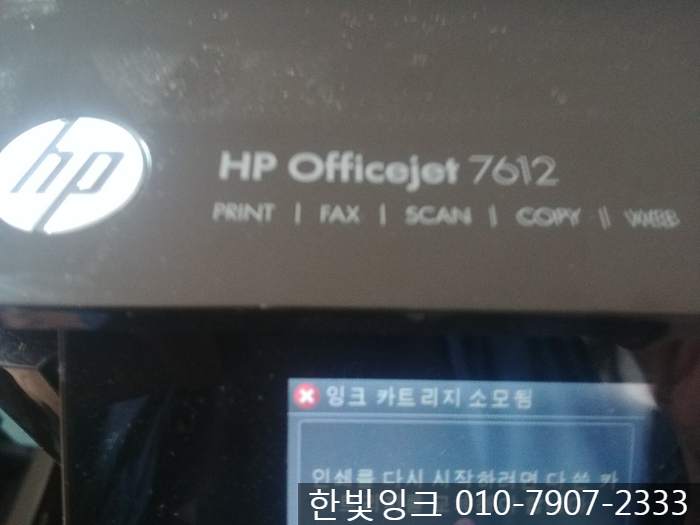 hp
HP Officejet 7612
PRINT | FAX | SCAN | COPY || WEB
잉크 카트리지 소모됨
인쇄를 다시 시작하려면 다 쓴 카
한빛잉크 010-7907-2333